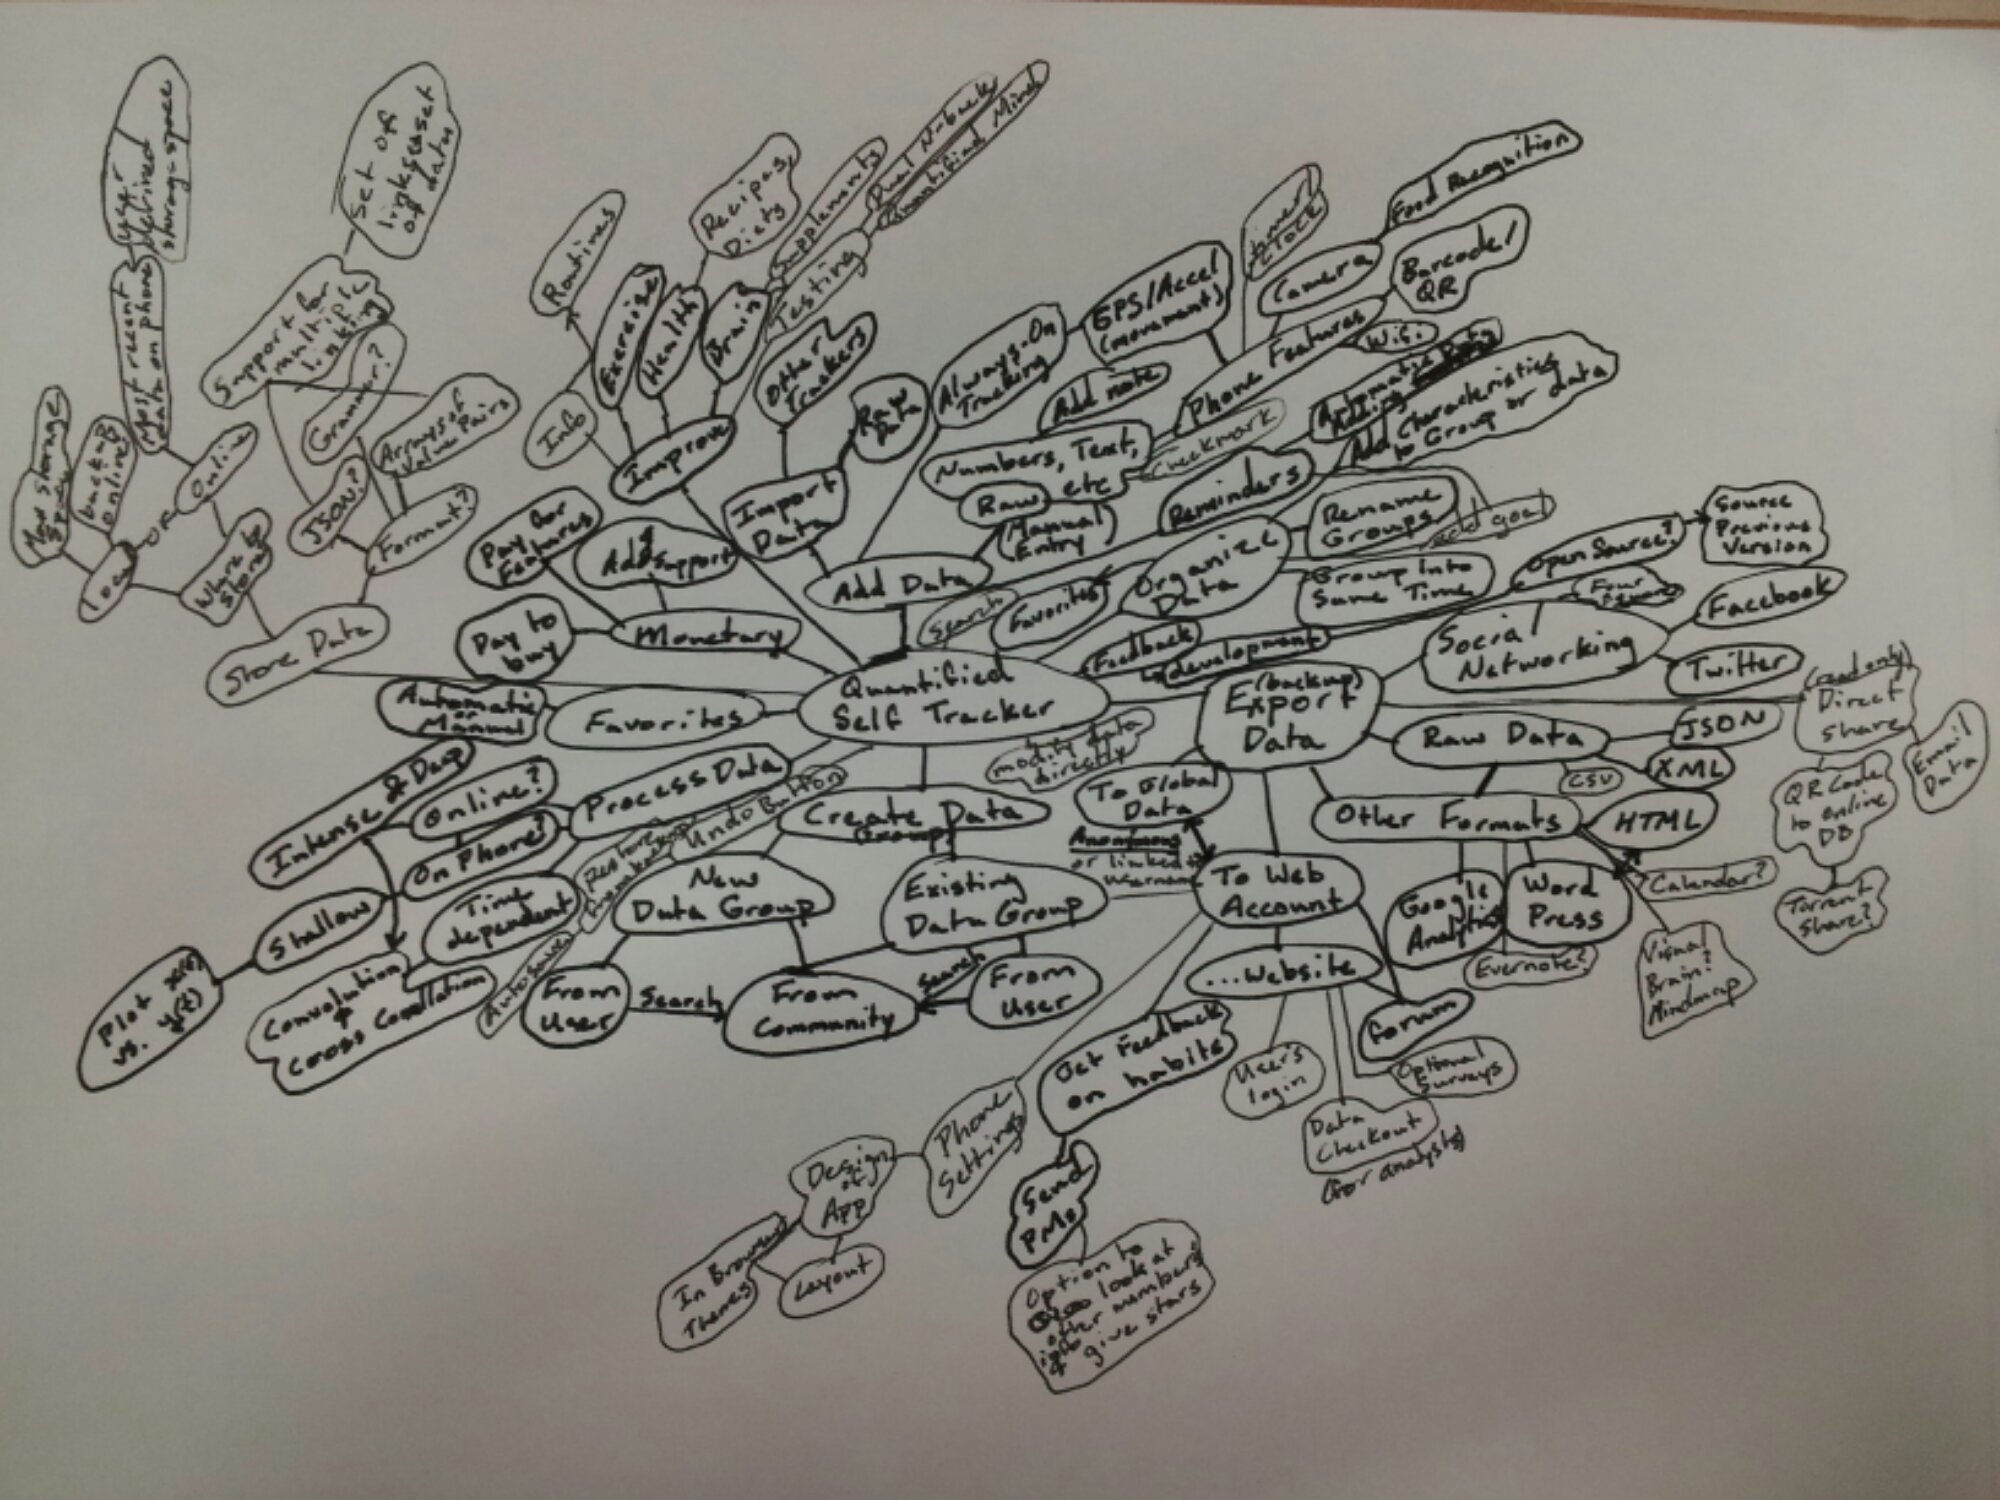 user
defined
storage space
Most recent
data on phone
backup
online
Online
or
local
Where to
store
Store Data
Set of
links & set
of data
Support for
multiple
linking
Grammar?
Arrays of
Value Pairs
JSON?
Format?
Routines
Info
Exercise
Health
Recipes,
Diets
Brain
Supplements
Testing
Dual N-back
Quantified Mind
Improve
Other
Trackers
Raw
Data
Import
Data
Add Data
Always-On
Tracking
GPS/Accel
(movement)
timer
clock
Camera
Food Recognition
Barcode/
QR
Wifi
Phone Features
Add note
Numbers, Text,
etc
Checkmark
Raw
Manual
Entry
Reminders
Automatic
Adding
Add Characteristics
to Group or data
Rename
Groups
add goal
Organize
Data
Group Into
Same Time
Search
Favorites
Feedback
development
Open Source?
Source
Previous
Version
Social
Networking
Four
Square
Facebook
Twitter
Pay for
Features
Ad Support
Pay to
buy
Monetary
Automatic
or
Manual
Favorites
Quantified
Self Tracker
modify data
directly
(backup)
Export
Data
Raw Data
JSON
XML
CSV
(read only)
Direct
share
Email
Data
QR Code
to online
DB
Torrent
Share?
Other Formats
HTML
Word
Press
Google
Analytics
Evernote?
Calendar?
Visual
Brain?
Mindmap
To Global
Data
Anonymous
or linked
username
To Web
Account
...Website
Forum
Optional
Surveys
User's
login
Data
Checkout
(for analysts)
Get Feedback
on habits
Send
PMs
Option to
look at
other members'
info
& give stars
Phone
Settings
Design
of
App
Layout
In Browser
Themes
Process Data
Online?
On Phone?
Intense & Deep
Shallow
Plot x(t)
vs. y(t)
Convolution
&
Cross Correlation
Time
dependent
Undo Button
Restore
from backup
Autosave
Create Data
Group
New
Data Group
Existing
Data Group
From
User
Search
From
Community
Search
From
User